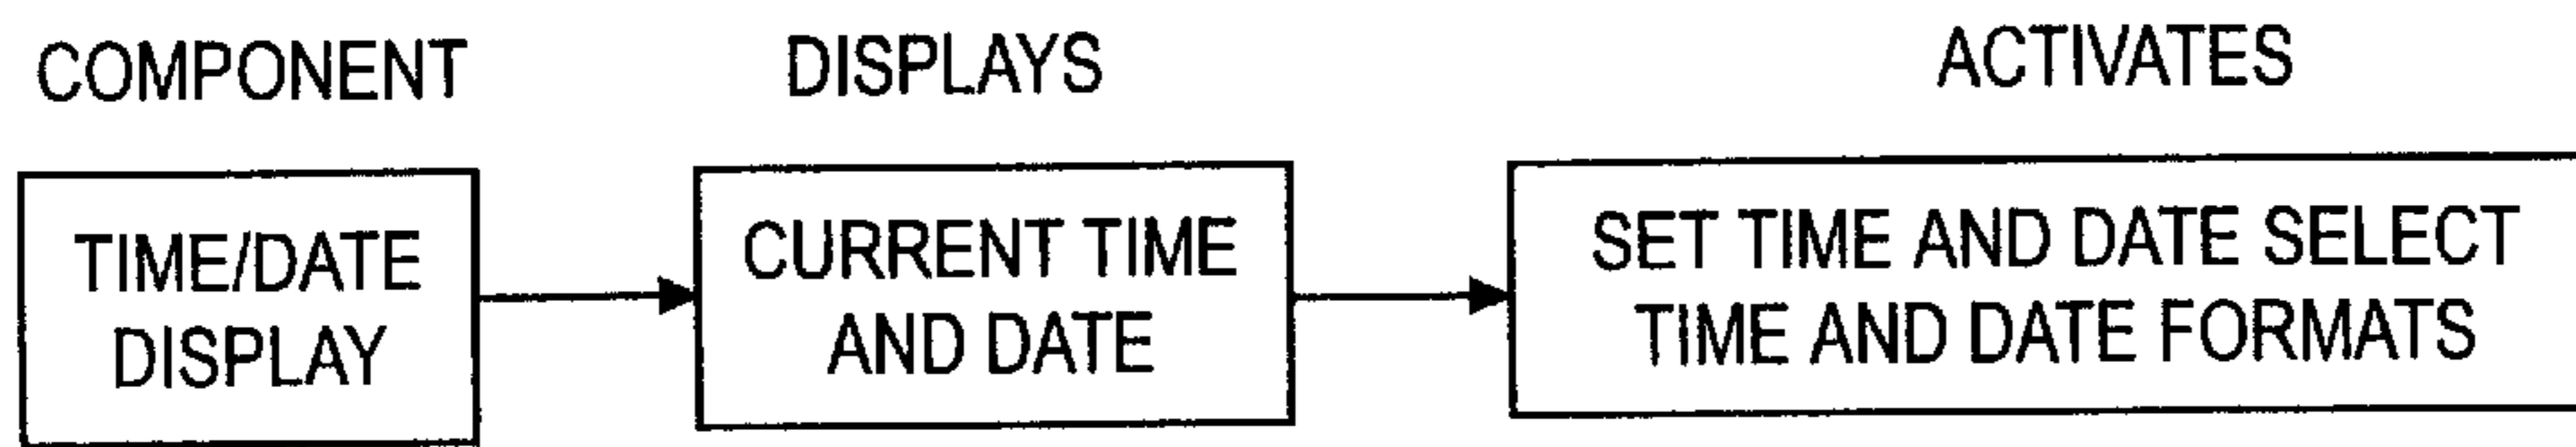 COMPONENT
DISPLAYS
ACTIVATES
TIME/DATE
DISPLAY
CURRENT TIME
AND DATE
SET TIME AND DATE SELECT
TIME AND DATE FORMATS